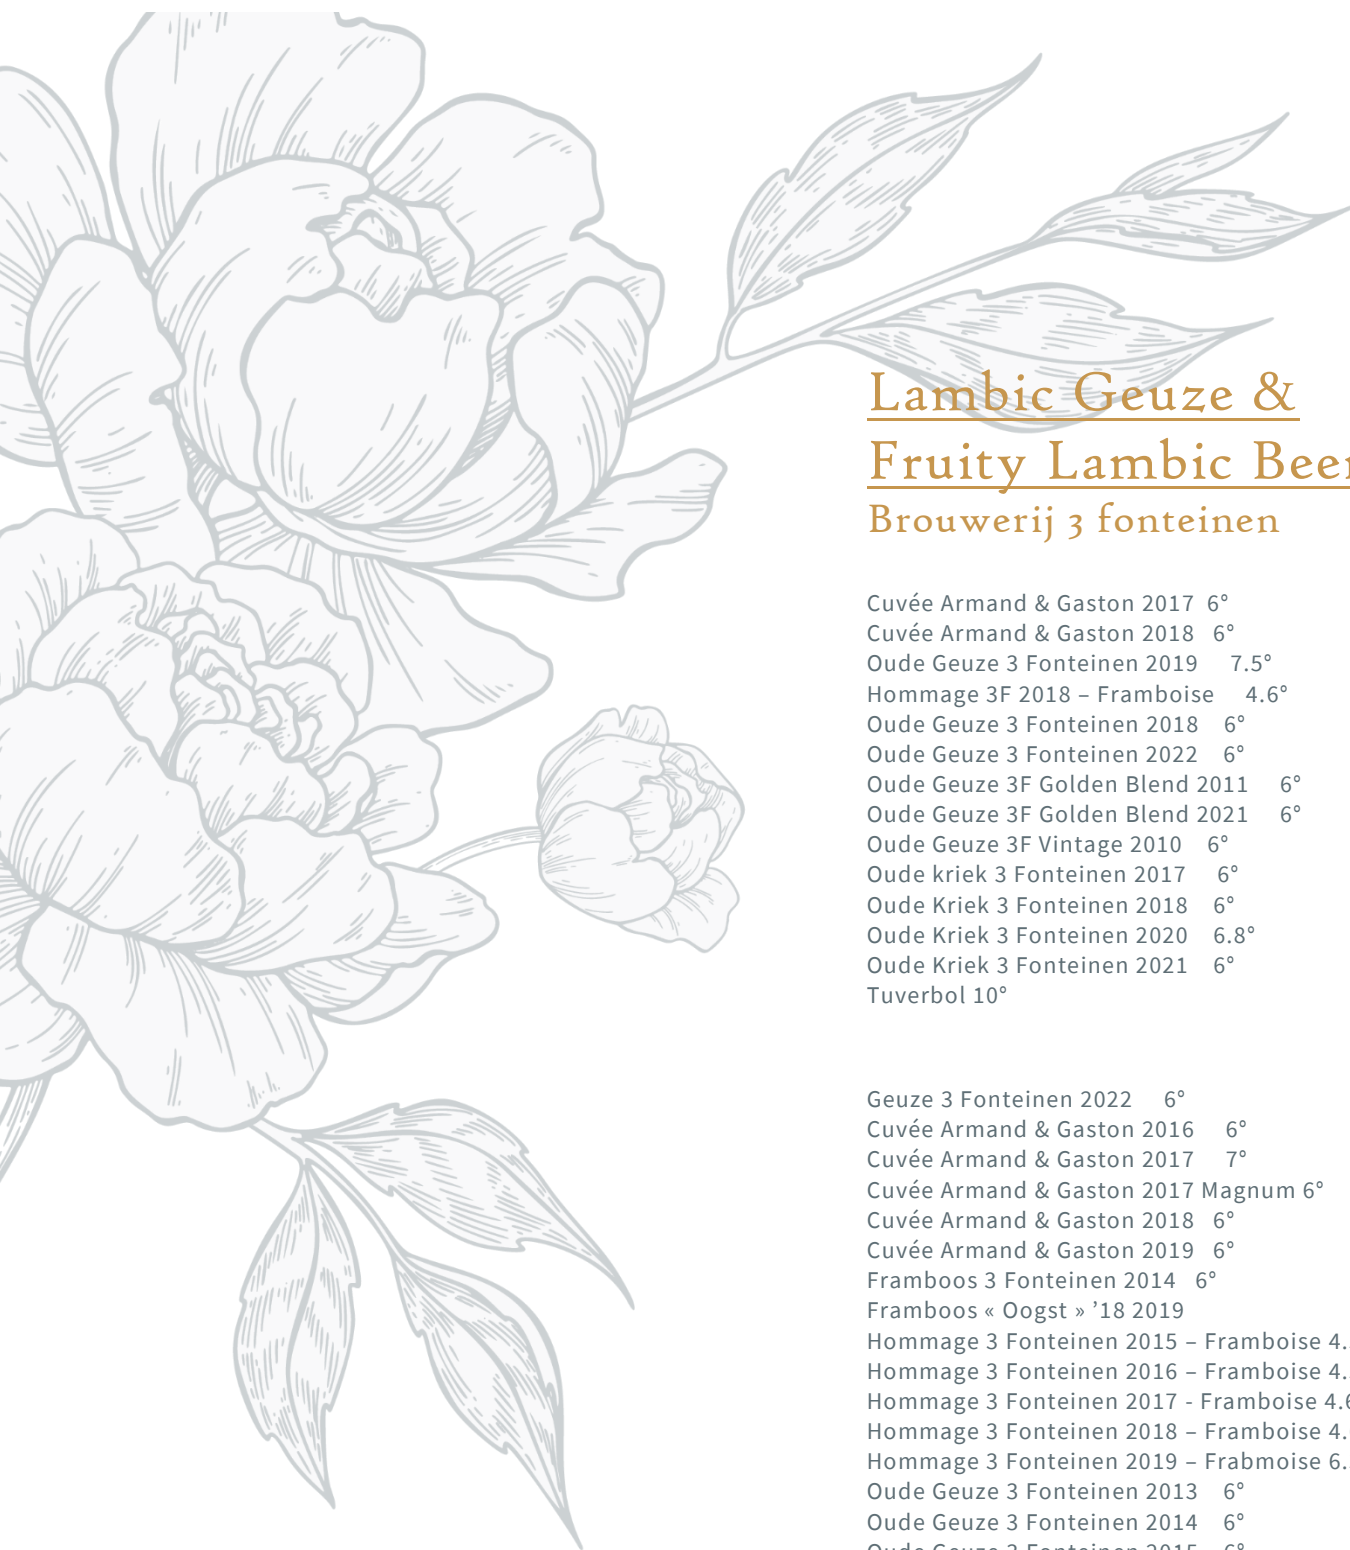 Lambic Geuze &
Fruity Lambic Beer
Brouwerij 3 fonteinen
Cuvée Armand & Gaston 2017 6°
Cuvée Armand & Gaston 2018 6°
Oude Geuze 3 Fonteinen 2019 7.5°
Hommage 3F 2018 – Framboise 4.6°
Oude Geuze 3 Fonteinen 2018 6°
Oude Geuze 3 Fonteinen 2022 6°
Oude Geuze 3F Golden Blend 2011 6°
Oude Geuze 3F Golden Blend 2021 6°
Oude Geuze 3F Vintage 2010 6°
Oude kriek 3 Fonteinen 2017 6°
Oude Kriek 3 Fonteinen 2018 6°
Oude Kriek 3 Fonteinen 2020 6.8°
Oude Kriek 3 Fonteinen 2021 6°
Tuverbol 10°
Geuze 3 Fonteinen 2022 6°
Cuvée Armand & Gaston 2016 6°
Cuvée Armand & Gaston 2017 7°
Cuvée Armand & Gaston 2017 Magnum 6°
Cuvée Armand & Gaston 2018 6°
Cuvée Armand & Gaston 2019 6°
Framboos 3 Fonteinen 2014 6°
Framboos « Oogst » ’18 2019
Hommage 3 Fonteinen 2015 – Framboise 4.
Hommage 3 Fonteinen 2016 – Framboise 4.
Hommage 3 Fonteinen 2017 - Framboise 4.6
Hommage 3 Fonteinen 2018 – Framboise 4.
Hommage 3 Fonteinen 2019 – Frabmoise 6.
Oude Geuze 3 Fonteinen 2013 6°
Oude Geuze 3 Fonteinen 2014 6°
Oude Geuze 3 Fonteinen 2015 6°